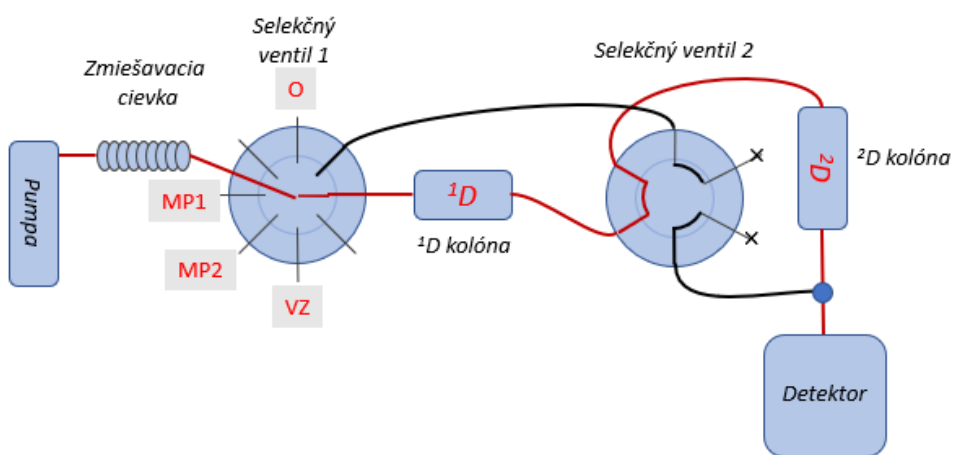 Selekčný
ventil 1
Selekčný ventil 2
Zmiešavacia
cievka
O
Pumpa
MP1
MP2
VZ
¹D
¹D kolóna
²D
²D kolóna
Detektor